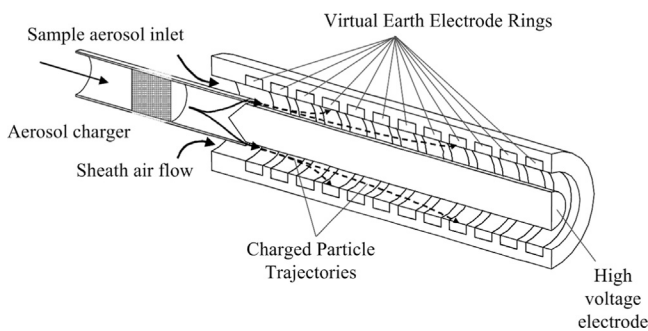 Virtual Earth Electrode Rings
Sample aerosol inlet
Aerosol charger
Sheath air flow
Charged Particle
Trajectories
High
voltage
electrode